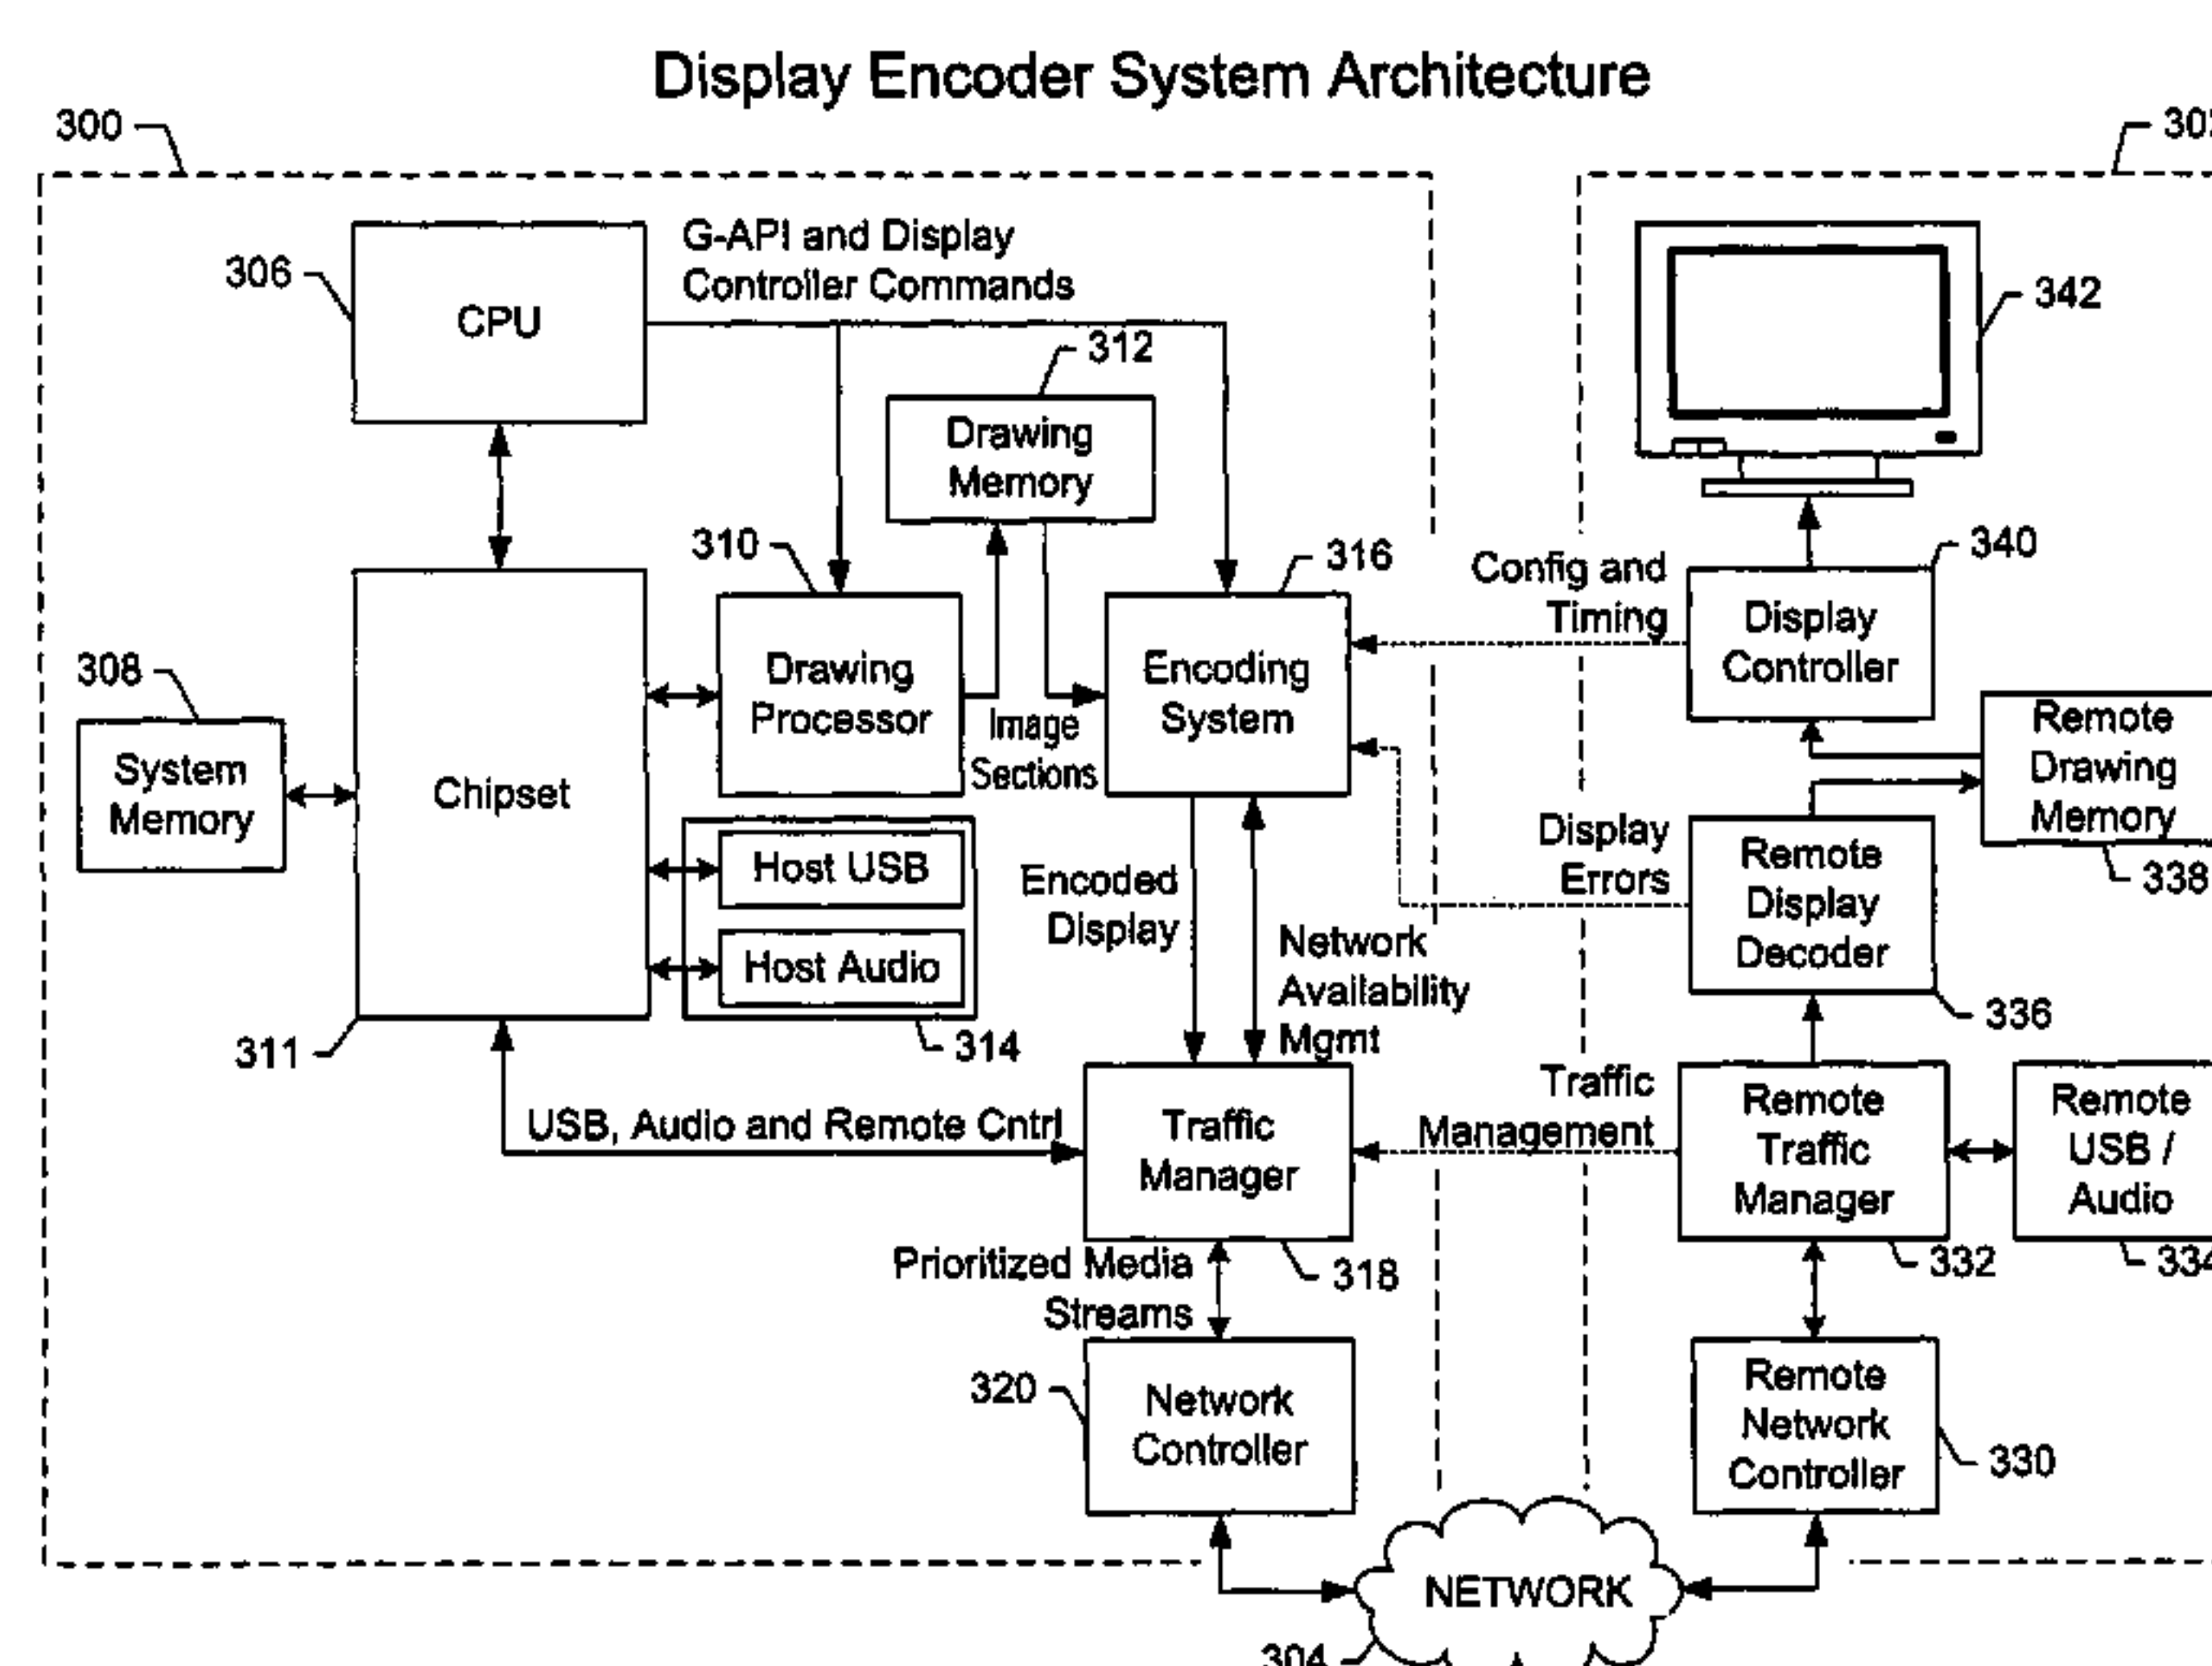 Display Encoder System Architecture
300
306
CPU
G-API and Display
Controller Commands
312
Drawing
Memory
342
310
316
Config and
Timing
340
Display
Controller
308
System
Memory
Chipset
Drawing
Processor
Image
Sections
Encoding
System
Remote
Drawing
Memory
338
Host USB
Host Audio
314
311
Encoded
Display
Network
Availability
Mgmt
Display
Errors
Remote
Display
Decoder
336
USB, Audio and Remote Cntrl
Traffic
Manager
Traffic
Management
Remote
Traffic
Manager
Remote
USB /
Audio
Prioritized Media
Streams
318
332
320
Network
Controller
Remote
Network
Controller
330
NETWORK
304